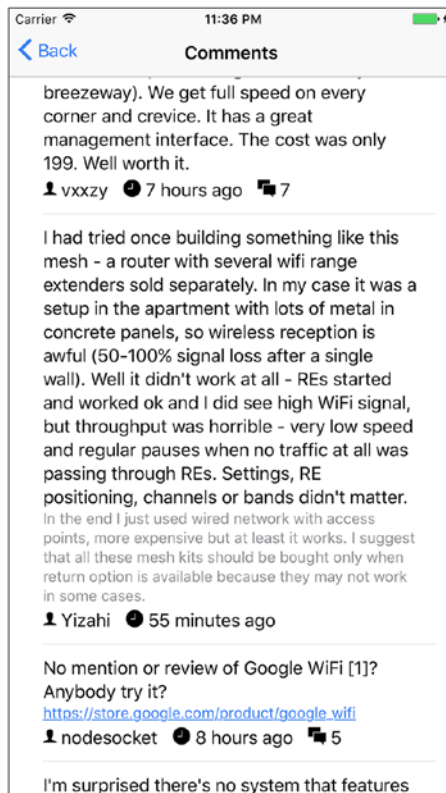 Carrier 11:36 PM
Back Comments
breezeway). We get full speed on every
corner and crevice. It has a great
management interface. The cost was only
199. Well worth it.
vxxzy 7 hours ago 7
I had tried once building something like this
mesh - a router with several wifi range
extenders sold separately. In my case it was a
setup in the apartment with lots of metal in
concrete panels, so wireless reception is
awful (50-100% signal loss after a single
wall). Well it didn't work at all - REs started
and worked ok and I did see high WiFi signal,
but throughput was horrible - very low speed
and regular pauses when no traffic at all was
passing through REs. Settings, RE
positioning, channels or bands didn't matter.
In the end I just used wired network with access
points, more expensive but at least it works. I suggest
that all these mesh kits should be bought only when
return option is available because they may not work
in some cases.
Yizahi 55 minutes ago
No mention or review of Google WiFi [1]?
Anybody try it?
https://store.google.com/product/google_wifi
nodesocket 8 hours ago 5
I'm surprised there's no system that features